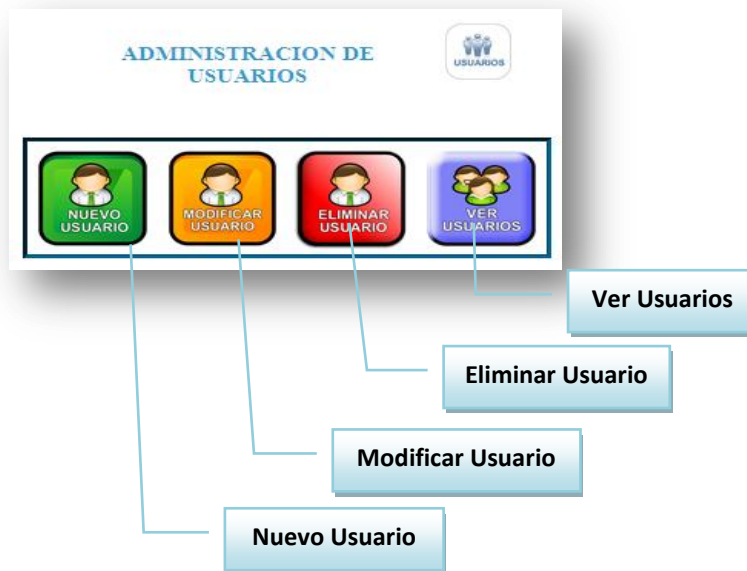 ADMINISTRACION DE
USUARIOS
USUARIOS
NUEVO
USUARIO
MODIFICAR
USUARIO
ELIMINAR
USUARIO
VER
USUARIOS
Ver Usuarios
Eliminar Usuario
Modificar Usuario
Nuevo Usuario